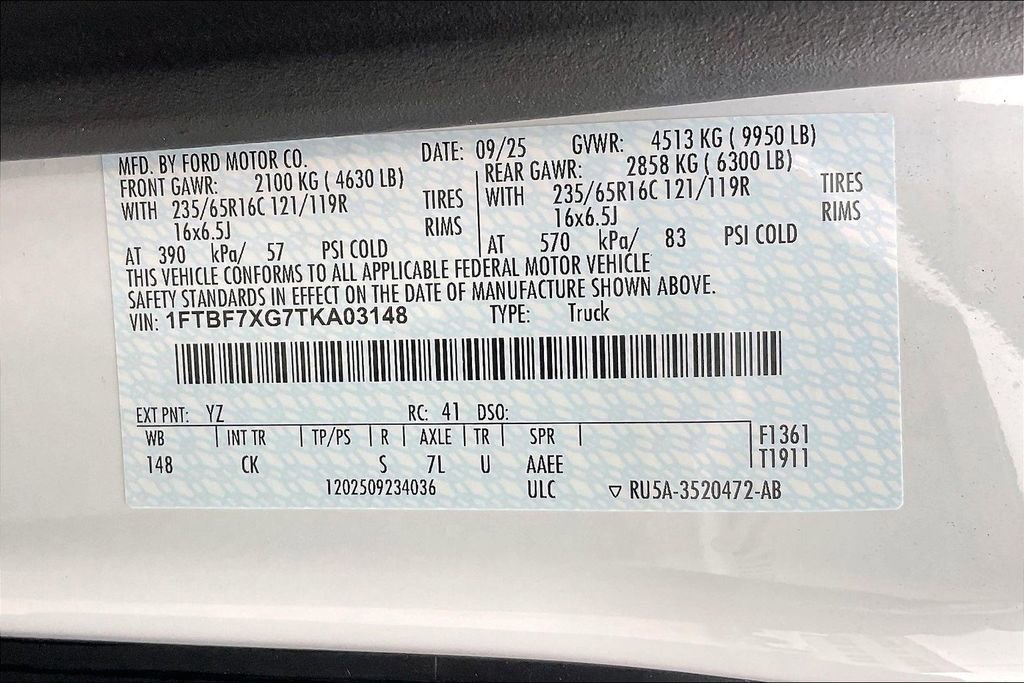 MFD. BY FORD MOTOR CO. DATE: 09/25 GVWR: 4513 KG ( 9950 LB)
FRONT GAWR: 2100 KG ( 4630 LB) REAR GAWR: 2858 KG ( 6300 LB)
WITH 235/65R16C 121/119R TIRES WITH 235/65R16C 121/119R TIRES
16x6.5J RIMS 16x6.5J RIMS
AT 390 kPa/ 57 PSI COLD AT 570 kPa/ 83 PSI COLD
THIS VEHICLE CONFORMS TO ALL APPLICABLE FEDERAL MOTOR VEHICLE
SAFETY STANDARDS IN EFFECT ON THE DATE OF MANUFACTURE SHOWN ABOVE.
VIN: 1FTBF7XG7TKA03148 TYPE: Truck
EXT PNT: YZ RC: 41 DSO:
WB INT TR TP/PS R AXLE TR SPR F1361
148 CK S 7L U AAEE T1911
1202509234036 ULC ▽ RU5A-3520472-AB